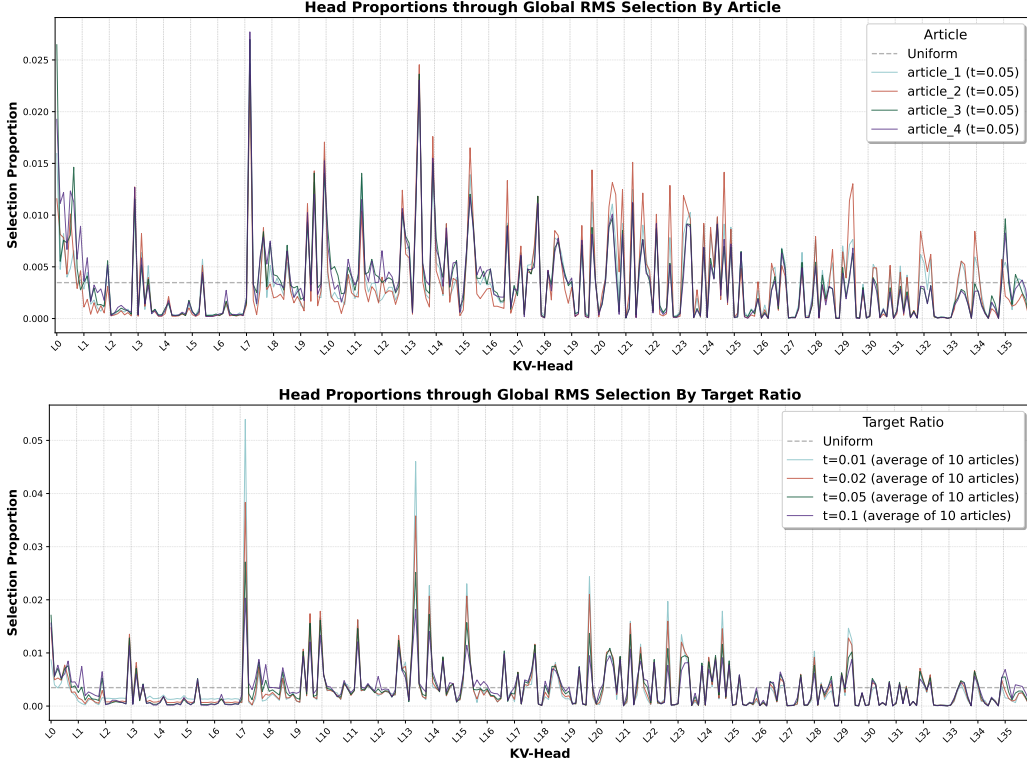 Head Proportions through Global RMS Selection By Article
Selection Proportion
0.025
0.020
0.015
0.010
0.005
0.000
Article
Uniform
article_1 (t=0.05)
article_2 (t=0.05)
article_3 (t=0.05)
article_4 (t=0.05)
L0 L1 L2 L3 L4 L5 L6 L7 L8 L9 L10 L11 L12 L13 L14 L15 L16 L17 L18 L19 L20 L21 L22 L23 L24 L25 L26 L27 L28 L29 L30 L31 L32 L33 L34 L35
KV-Head
Head Proportions through Global RMS Selection By Target Ratio
Selection Proportion
0.05
0.04
0.03
0.02
0.01
0.00
Target Ratio
Uniform
t=0.01 (average of 10 articles)
t=0.02 (average of 10 articles)
t=0.05 (average of 10 articles)
t=0.1 (average of 10 articles)
L0 L1 L2 L3 L4 L5 L6 L7 L8 L9 L10 L11 L12 L13 L14 L15 L16 L17 L18 L19 L20 L21 L22 L23 L24 L25 L26 L27 L28 L29 L30 L31 L32 L33 L34 L35
KV-Head